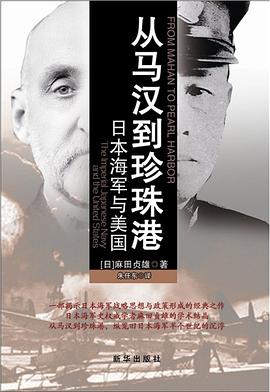 从马汉到珍珠港
日本海军与美国
FROM MAHAN TO PEARL HARBOR
The Imperial Japanese Navy
and the United States
[日]麻田贞雄 著
朱任东 译
一部揭示日本海军战略思想与政策形成的经典之作
日本海军史权威学者麻田贞雄的学术结晶
从马汉到珍珠港，纵览旧日本海军半个世纪的沉浮
新华出版社